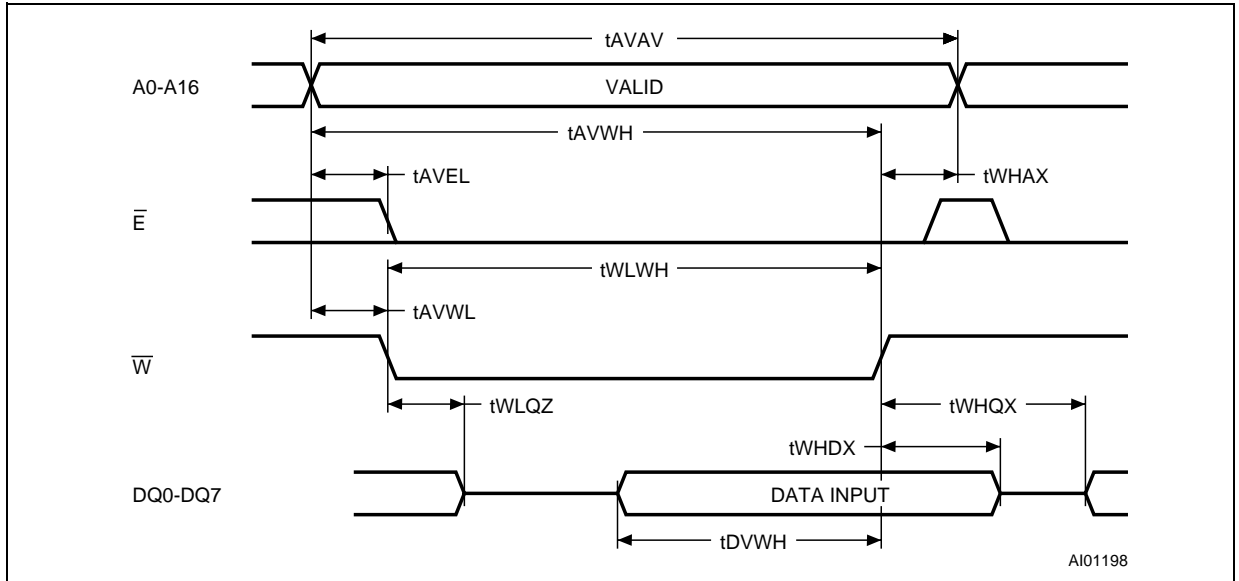 tAVAV
A0-A16
VALID
tAVWH
tAVEL
tWHAX
E̅
tWLWH
tAVWL
W̅
tWLQZ
tWHQX
tWHDX
DQ0-DQ7
DATA INPUT
tDVWH
AI01198